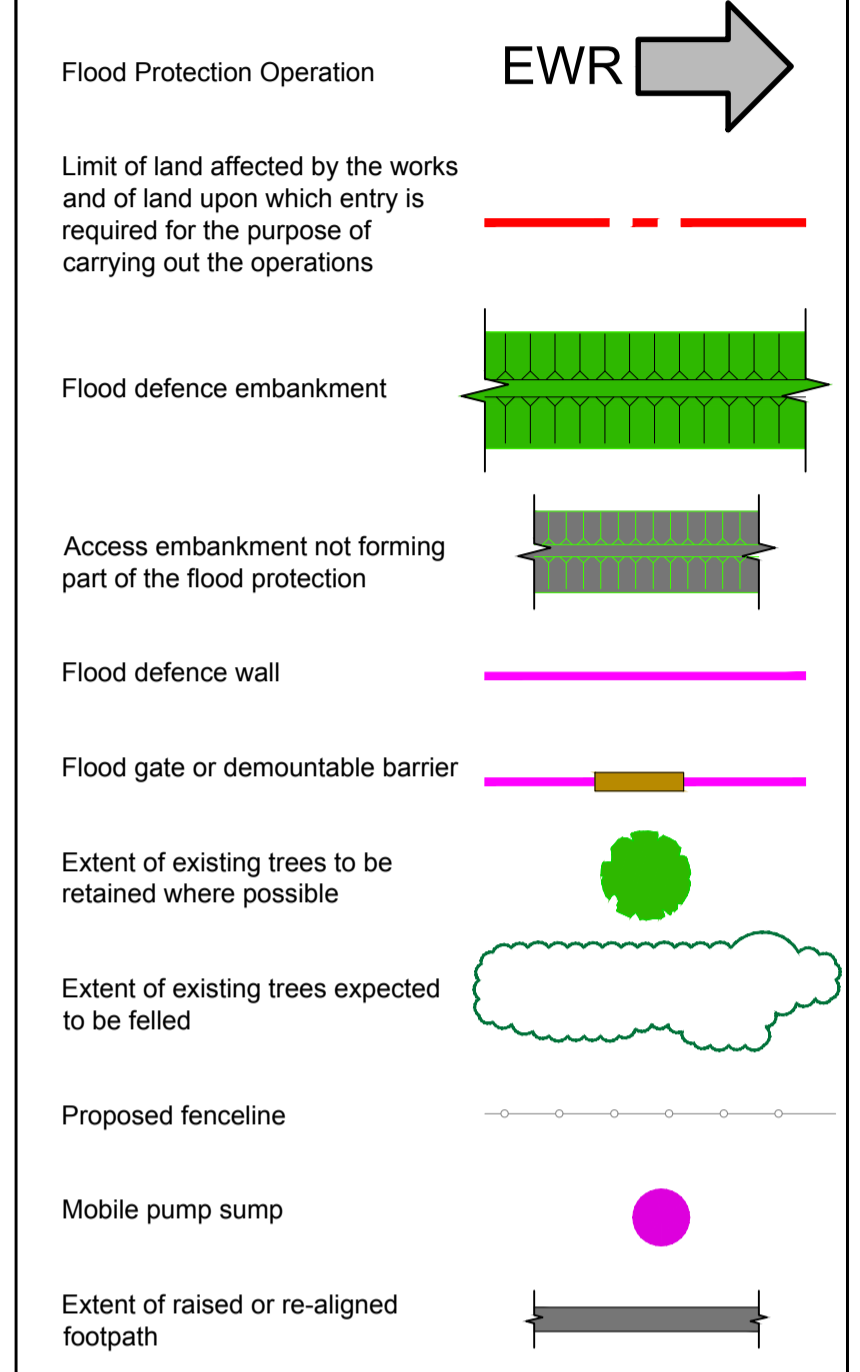 Flood Protection Operation
EWR
Limit of land affected by the works
and of land upon which entry is
required for the purpose of
carrying out the operations
Flood defence embankment
Access embankment not forming
part of the flood protection
Flood defence wall
Flood gate or demountable barrier
Extent of existing trees to be
retained where possible
Extent of existing trees expected
to be felled
Proposed fenceline
Mobile pump sump
Extent of raised or re-aligned
footpath